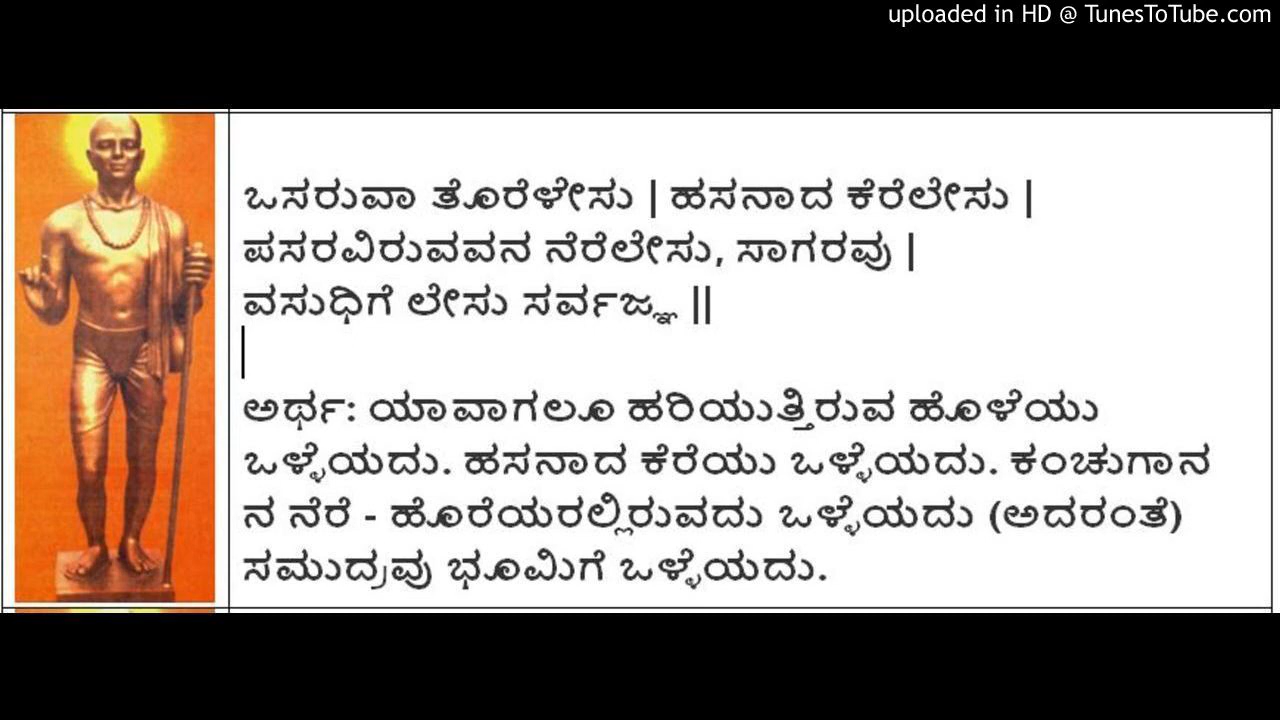 uploaded in HD @ TunesToTube.com
ಒಸರುವಾ ತೊರೆಳೇಸು | ಹಸನಾದ ಕೆರೆಲೇಸು |
ಪಸರವಿರುವವನ ನೆರೆಲೇಸು, ಸಾಗರವು |
ವಸುಧಿಗೆ ಲೇಸು ಸರ್ವಜ್ಞ ||
ಅರ್ಥ: ಯಾವಾಗಲೂ ಹರಿಯುತ್ತಿರುವ ಹೊಳೆಯು
ಒಳ್ಳೆಯದು. ಹಸನಾದ ಕೆರೆಯು ಒಳ್ಳೆಯದು. ಕಂಚುಗಾನ
ನ ನೆರೆ - ಹೊರೆಯರಲ್ಲಿರುವದು ಒಳ್ಳೆಯದು (ಅದರಂತೆ)
ಸಮುದ್ರವು ಭೂಮಿಗೆ ಒಳ್ಳೆಯದು.